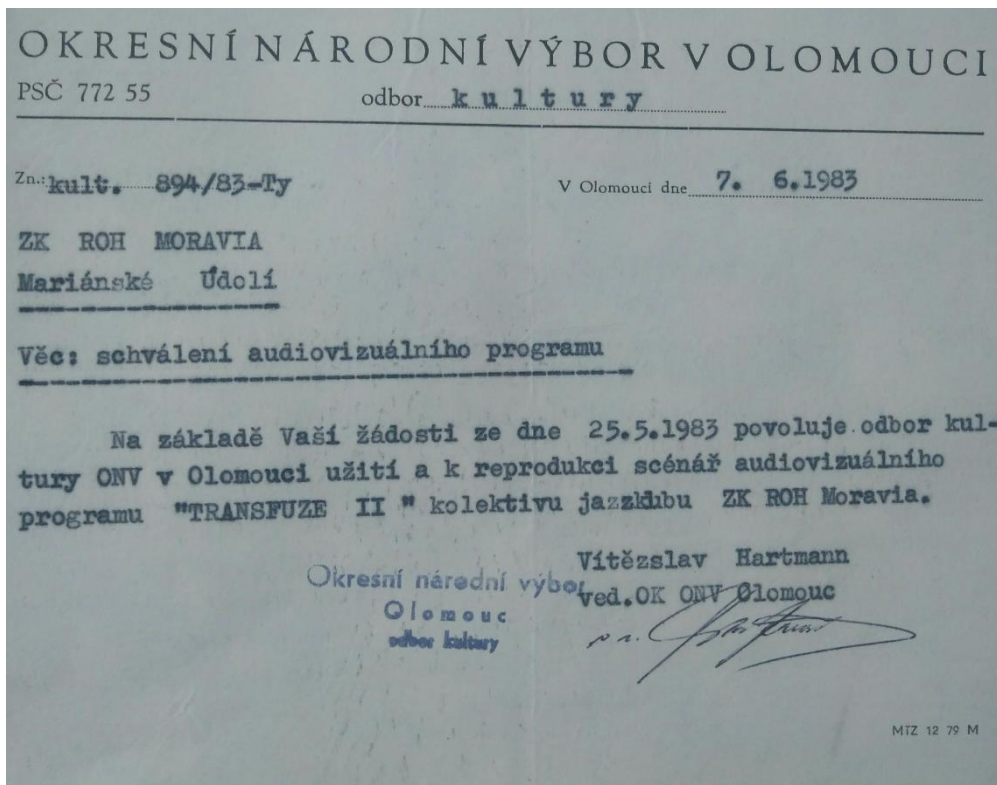 OKRESNÍ NÁRODNÍ VÝBOR V OLOMOUCI
PSČ 772 55 odbor kultury
Zn.: kult. 894/83-Ty V Olomouci dne 7. 6.1983
ZK ROH MORAVIA
Mariánské Údolí
Věc: schválení audiovizuálního programu
Na základě Vaší žádosti ze dne 25.5.1983 povoluje odbor kul-
tury ONV v Olomouci užití a k reprodukci scénář audiovizuálního
programu "TRANSFUZE II " kolektivu jazzklubu ZK ROH Moravia.
Vítězslav Hartmann
ved.OK ONV Olomouc
Okresní národní výbor
Olomouc
odbor kultury
MTZ 12 79 M